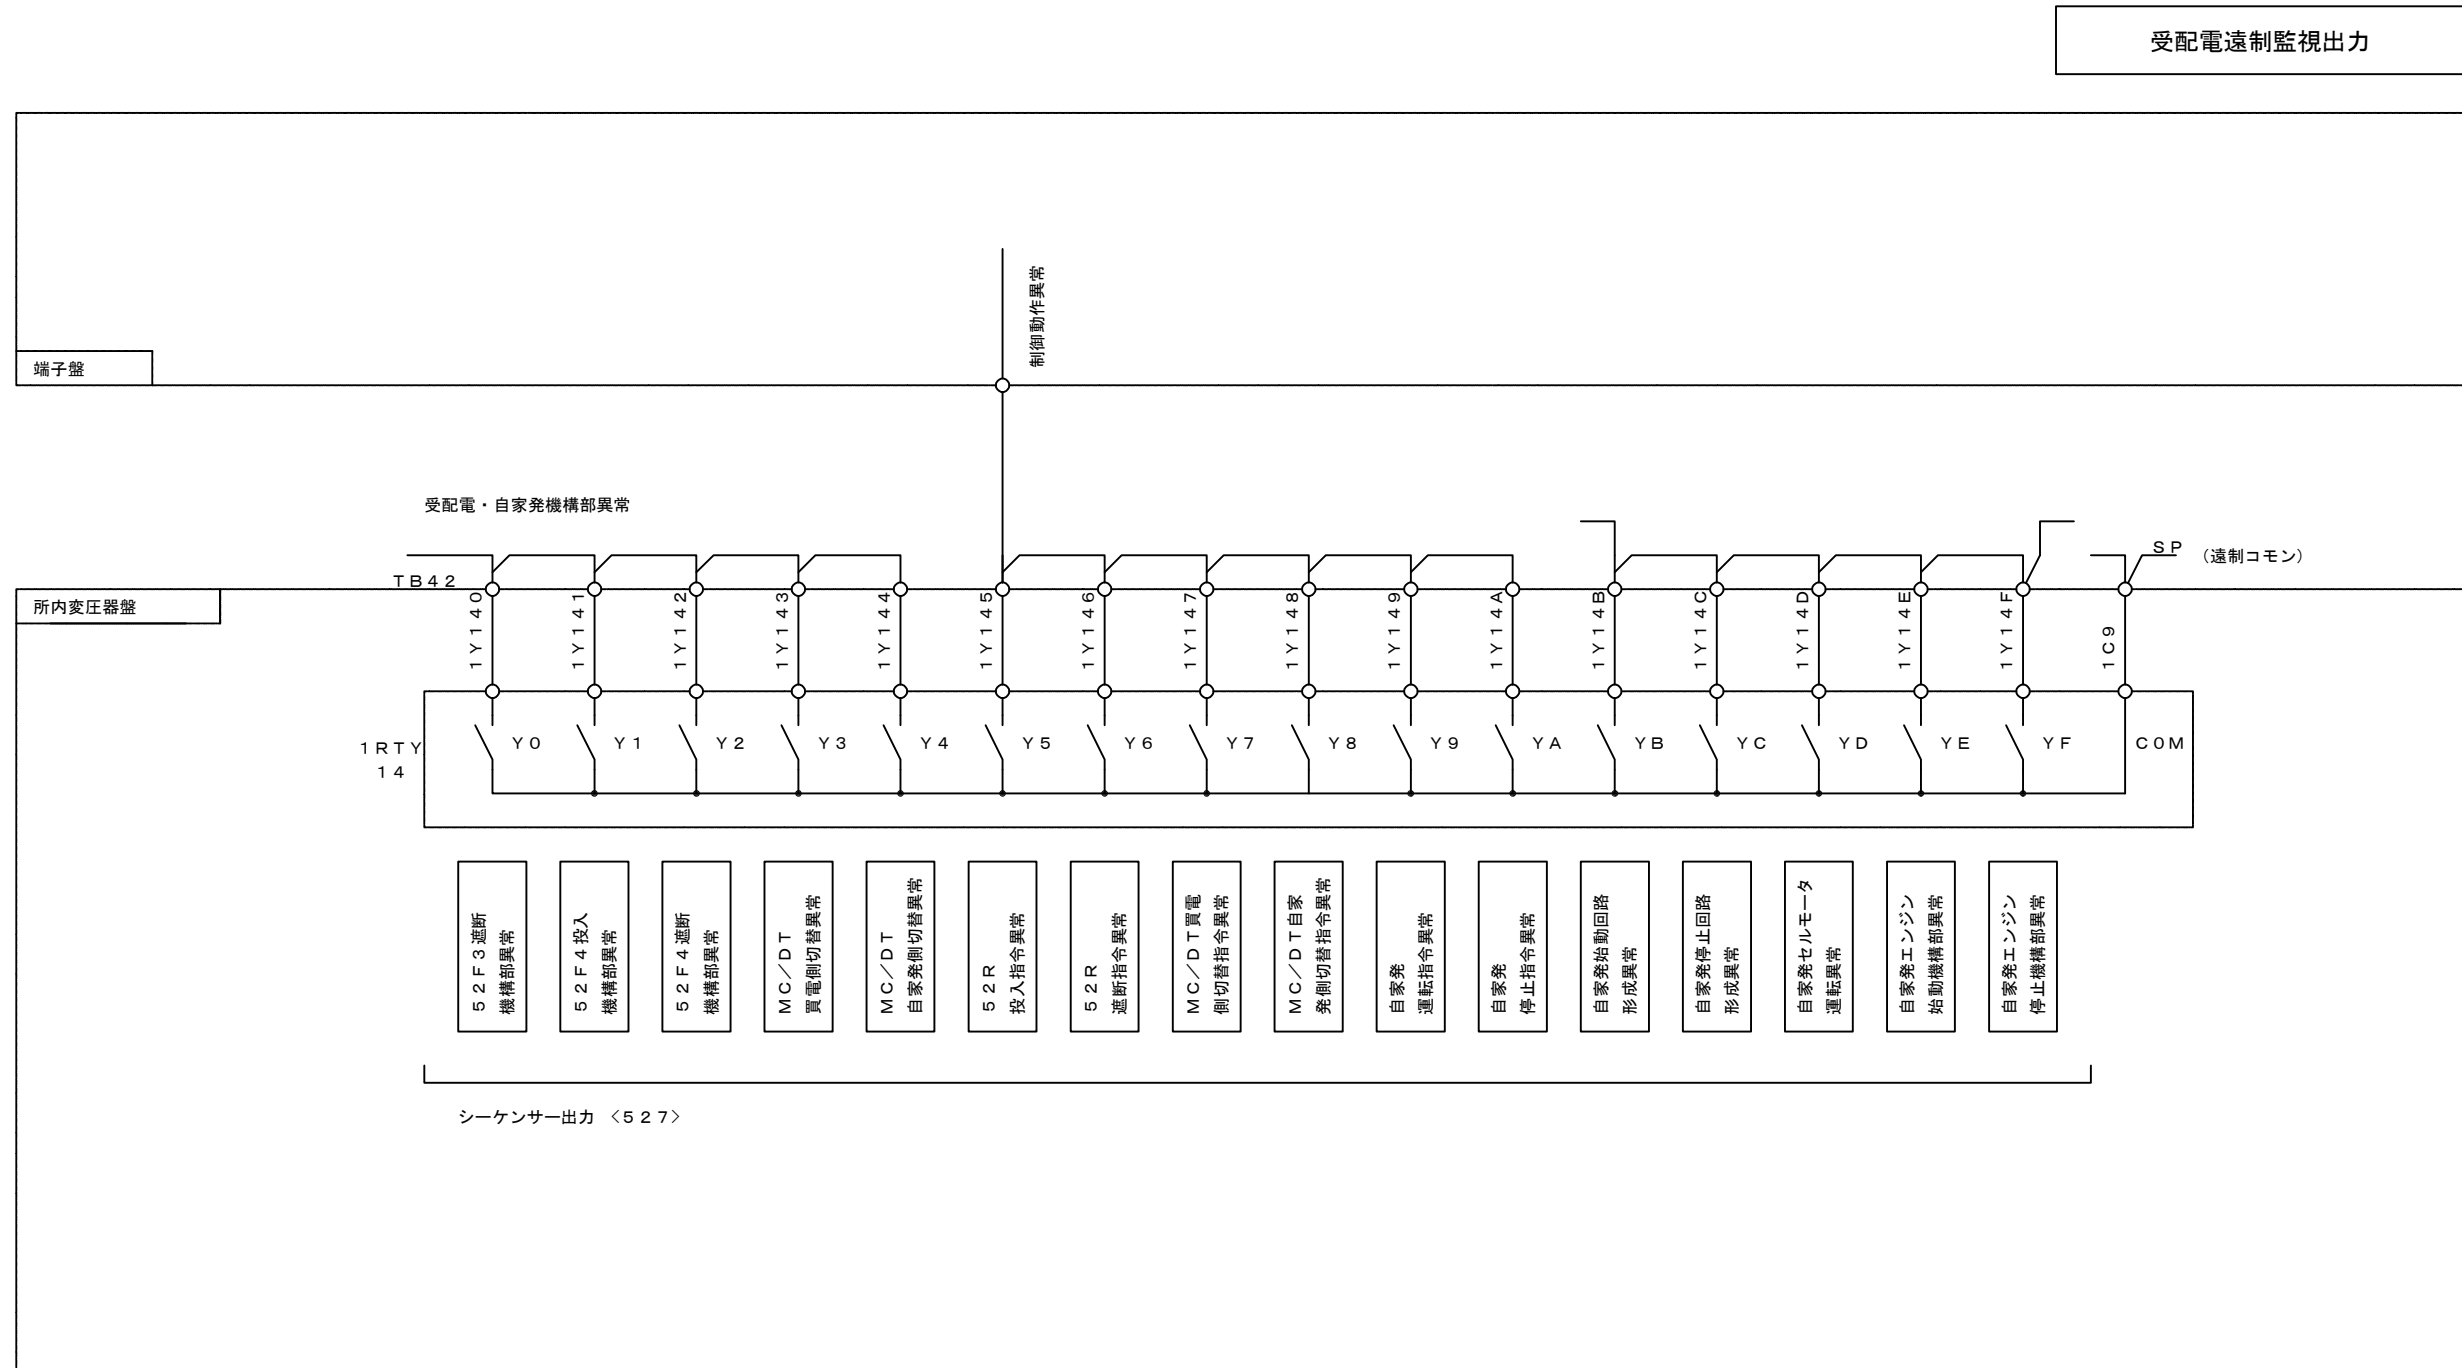 受配電遠制監視出力
制御動作異常
端子盤
受配電・自家発機構部異常
SP
(遠制コモン)
TB42
所内変圧器盤
1Y140
1Y141
1Y142
1Y143
1Y144
1Y145
1Y146
1Y147
1Y148
1Y149
1Y14A
1Y14B
1Y14C
1Y14D
1Y14E
1Y14F
1C9
1RTY
14
Y0
Y1
Y2
Y3
Y4
Y5
Y6
Y7
Y8
Y9
YA
YB
YC
YD
YE
YF
COM
52F3遮断
機構部異常
52F4投入
機構部異常
52F4遮断
機構部異常
MC/DT
買電側切替異常
MC/DT
自家発側切替異常
52R
投入指令異常
52R
遮断指令異常
MC/DT買電
側切替指令異常
MC/DT自家
発側切替指令異常
自家発
運転指令異常
自家発
停止指令異常
自家発始動回路
形成異常
自家発停止回路
形成異常
自家発セルモータ
運転異常
自家発エンジン
始動機構部異常
自家発エンジン
停止機構部異常
シーケンサー出力 〈527〉